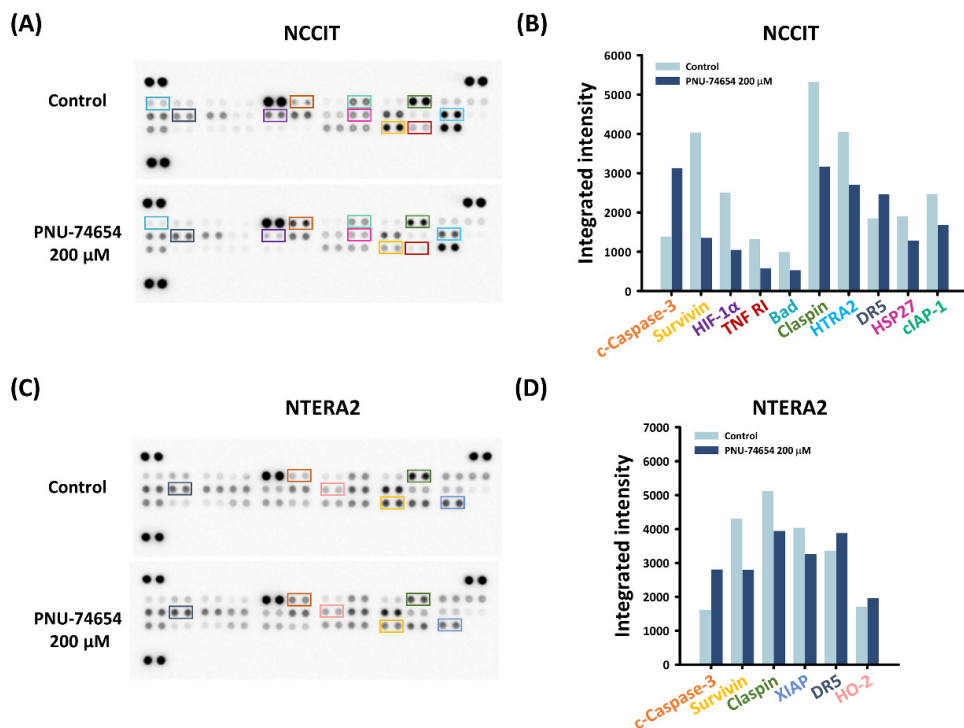 (A)
NCCIT
Control
PNU-74654
200 μM
(B)
NCCIT
Control
PNU-74654 200 μM
Integrated intensity
6000
5000
4000
3000
2000
1000
0
c-Caspase-3
Survivin
HIF-1α
TNF RI
Bad
Claspin
HTRA2
DR5
HSP27
cIAP-1
(C)
NTERA2
Control
PNU-74654
200 μM
(D)
NTERA2
Control
PNU-74654 200 μM
Integrated intensity
7000
6000
5000
4000
3000
2000
1000
0
c-Caspase-3
Survivin
Claspin
XIAP
DR5
HO-2